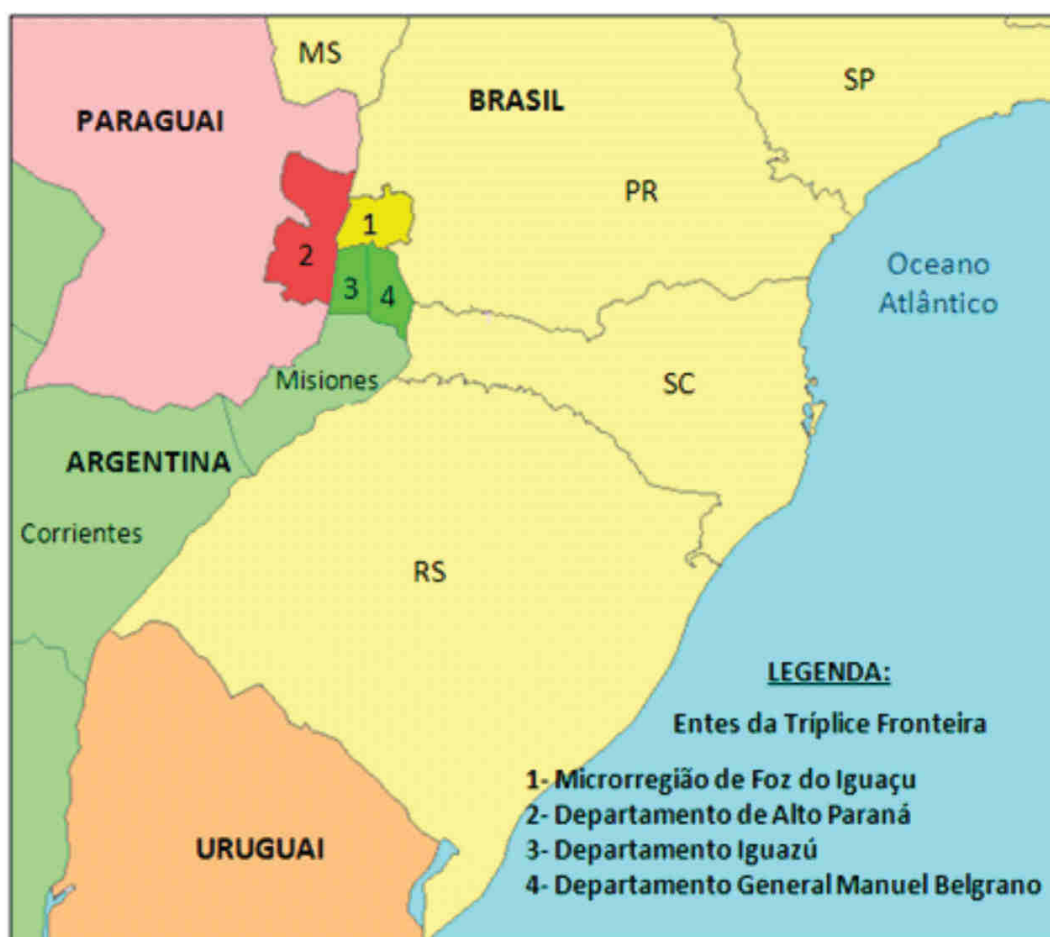 MS
SP
BRASIL
PARAGUAI
PR
1
2
3
4
Oceano
Atlântico
Misiones
SC
ARGENTINA
Corrientes
RS
URUGUAI
LEGENDA:
Entes da Tríplice Fronteira
1- Microrregião de Foz do Iguaçu
2- Departamento de Alto Paraná
3- Departamento Iguazú
4- Departamento General Manuel Belgrano